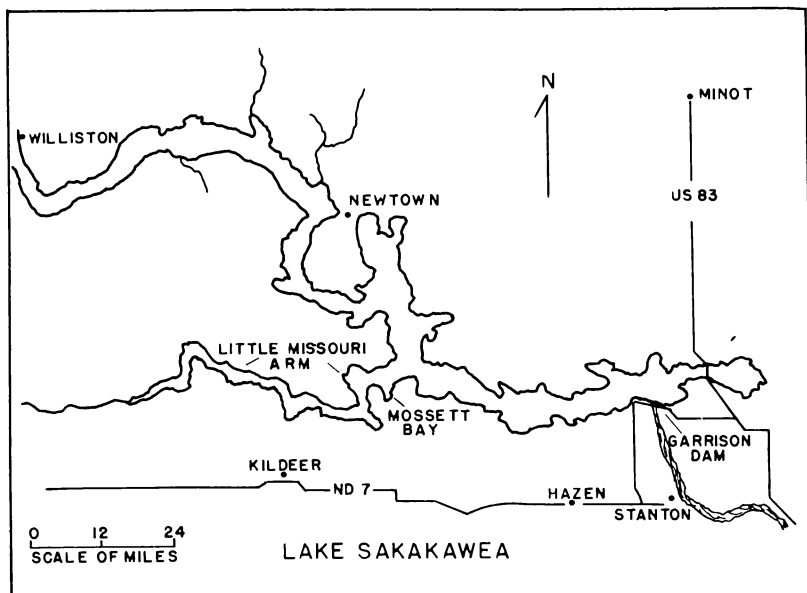 N
MINOT
WILLISTON
US 83
NEWTOWN
LITTLE MISSOURI
ARM
MOSSETT
BAY
GARRISON
DAM
KILDEER
ND 7
HAZEN
STANTON
0 12 24
SCALE OF MILES
LAKE SAKAKAWEA